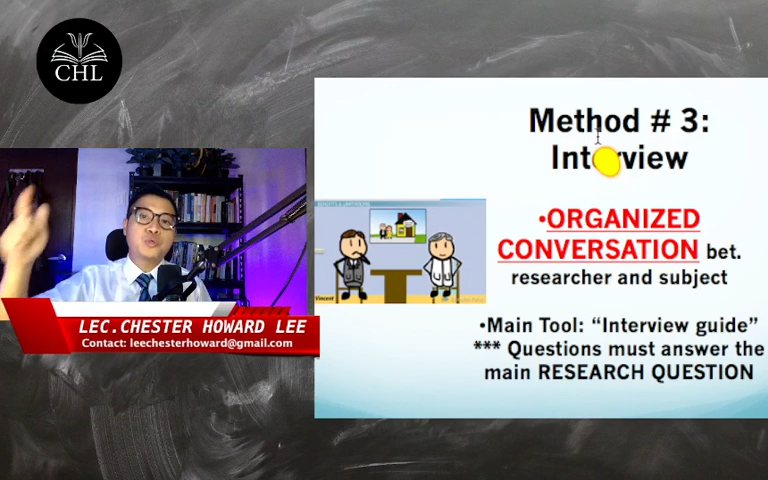 CHL
Method # 3:
Interview
•ORGANIZED
CONVERSATION bet.
researcher and subject
Vincent
LEC.CHESTER HOWARD LEE
Contact: leechesterhoward@gmail.com
•Main Tool: “Interview guide”
*** Questions must answer the
main RESEARCH QUESTION